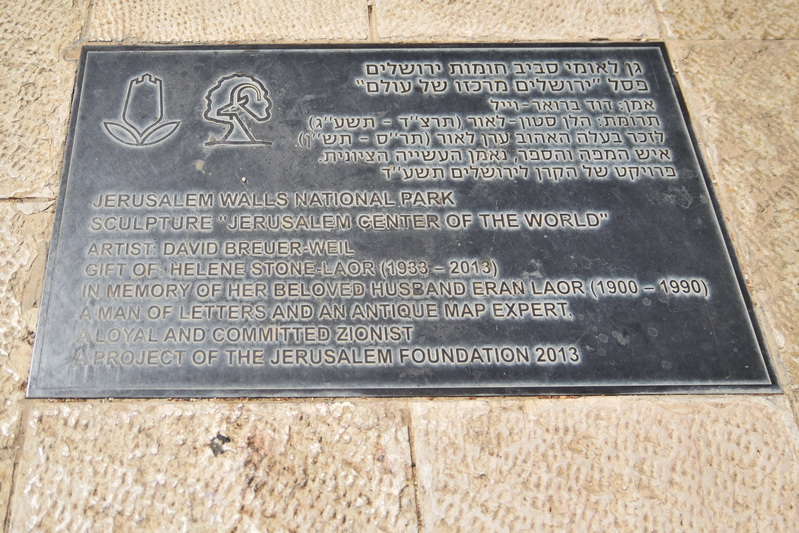 גן לאומי סביב חומות ירושלים
פסל "ירושלים מרכזו של עולם"
אמן: דוד ברואר-וייל
תרומת: הלן סטון-לאור (תרצ"ד - תשע"ג)
לזכר בעלה האהוב ערן לאור (תר"ס - תש"ן).
איש המפה והספר, נאמן העשייה הציונית.
פרויקט של הקרן לירושלים תשע"ד
JERUSALEM WALLS NATIONAL PARK
SCULPTURE "JERUSALEM CENTER OF THE WORLD"
ARTIST: DAVID BREUER-WEIL
GIFT OF HELENE STONE-LAOR (1933 – 2013)
IN MEMORY OF HER BELOVED HUSBAND ERAN LAOR (1900 – 1990)
A MAN OF LETTERS AND AN ANTIQUE MAP EXPERT,
A LOYAL AND COMMITTED ZIONIST
A PROJECT OF THE JERUSALEM FOUNDATION 2013